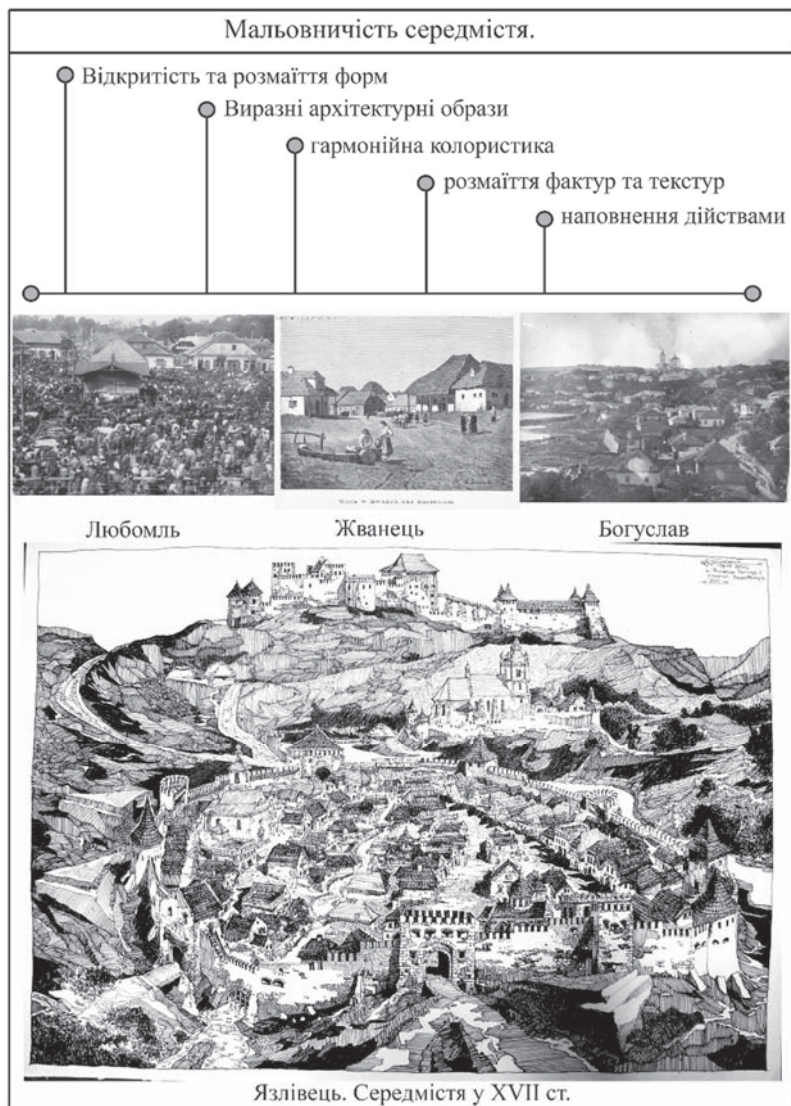 Мальовничість середмістя.
Відкритість та розмаїття форм
Виразні архітектурні образи
гармонійна колористика
розмаїття фактур та текстур
наповнення дійствами
Любомль
Жванець
Богуслав
Язлівець. Середмістя у XVII ст.